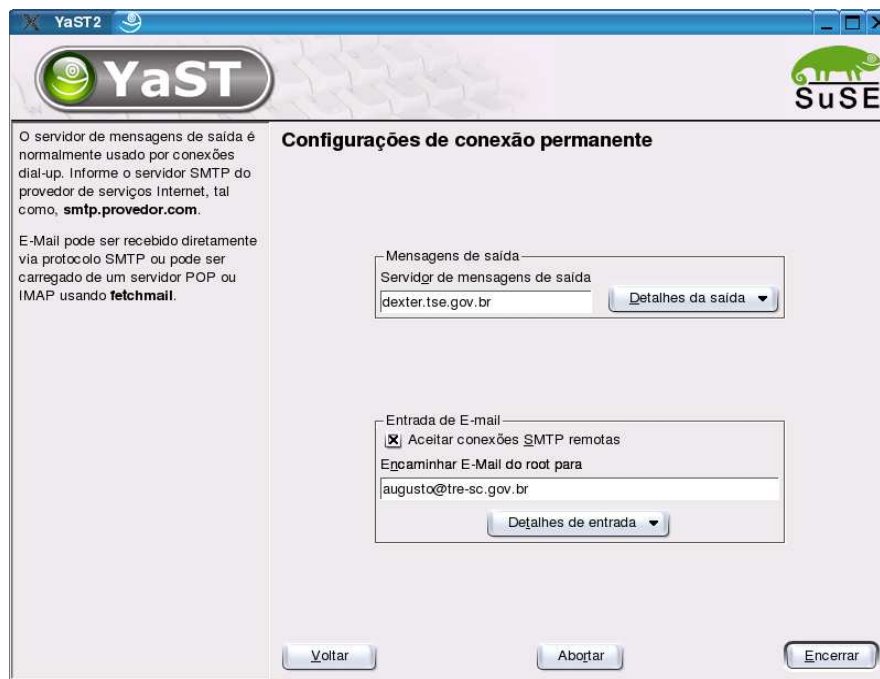 YaST2
YaST
SuSE
O servidor de mensagens de saída é
normalmente usado por conexões
dial-up. Informe o servidor SMTP do
provedor de serviços Internet, tal
como, smtp.provedor.com.
E-Mail pode ser recebido diretamente
via protocolo SMTP ou pode ser
carregado de um servidor POP ou
IMAP usando fetchmail.
Configurações de conexão permanente
Mensagens de saída
Servidor de mensagens de saída
dexter.tse.gov.br
Detalhes da saída
Entrada de E-mail
Aceitar conexões SMTP remotas
Encaminhar E-Mail do root para
augusto@tre-sc.gov.br
Detalhes de entrada
Voltar
Abortar
Encerrar